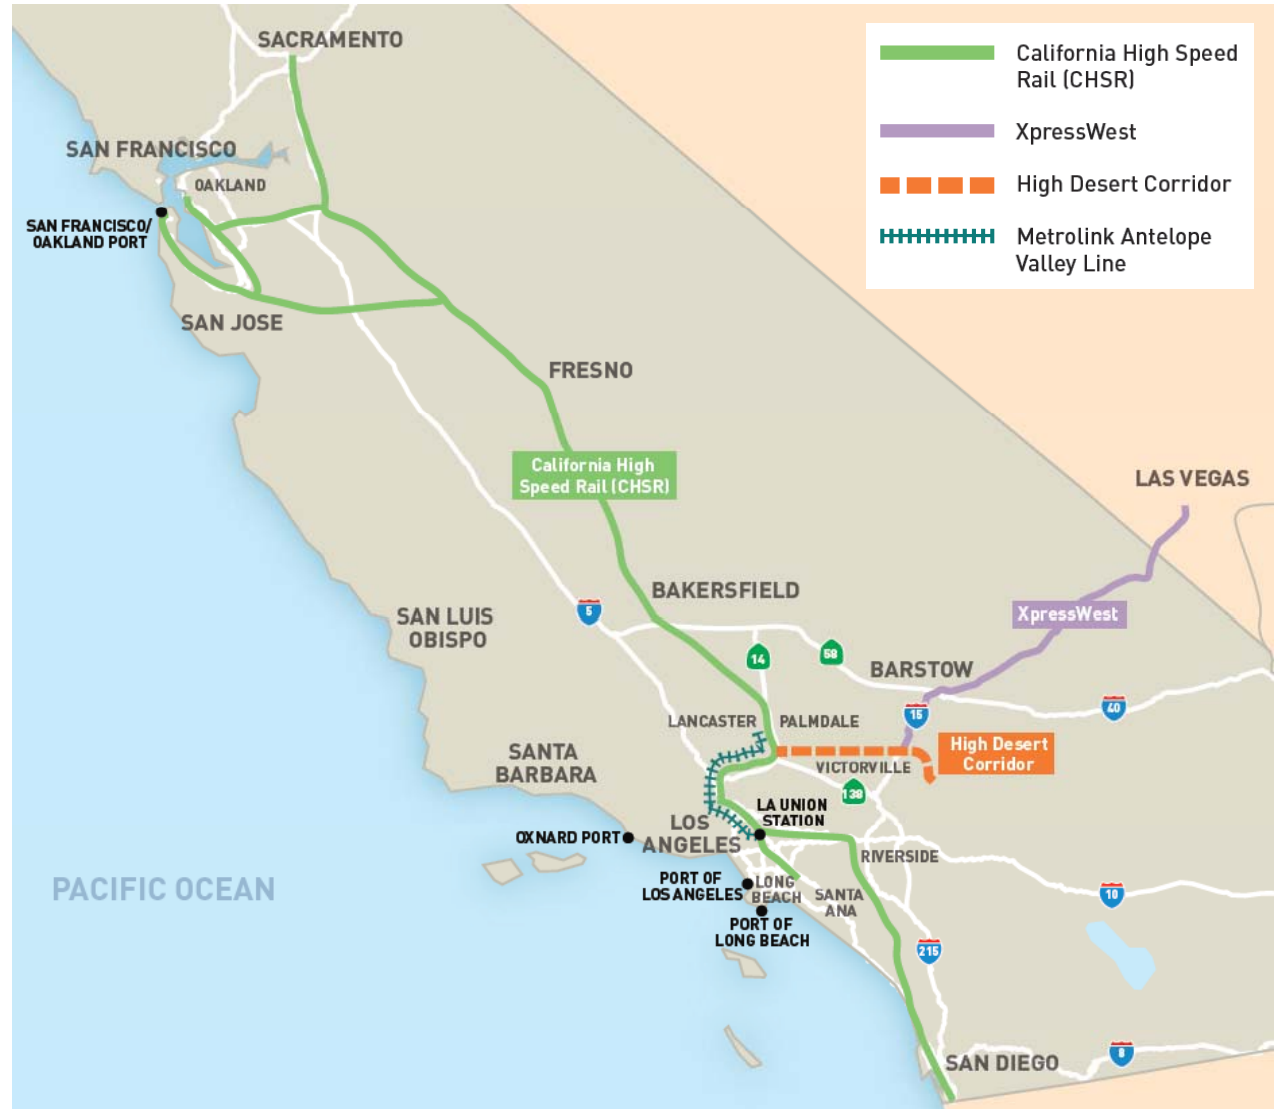 SACRAMENTO
California High Speed
Rail (CHSR)
XpressWest
High Desert Corridor
Metrolink Antelope
Valley Line
SAN FRANCISCO
OAKLAND
SAN FRANCISCO/
OAKLAND PORT
SAN JOSE
FRESNO
California High
Speed Rail (CHSR)
LAS VEGAS
BAKERSFIELD
5
XpressWest
SAN LUIS
OBISPO
14
58
BARSTOW
40
15
LANCASTER
PALMDALE
High Desert
Corridor
SANTA
BARBARA
VICTORVILLE
138
LA UNION
STATION
OXNARD PORT
LOS
ANGELES
RIVERSIDE
PACIFIC OCEAN
PORT OF
LOS ANGELES
LONG
BEACH
SANTA
ANA
10
PORT OF
LONG BEACH
215
SAN DIEGO
8